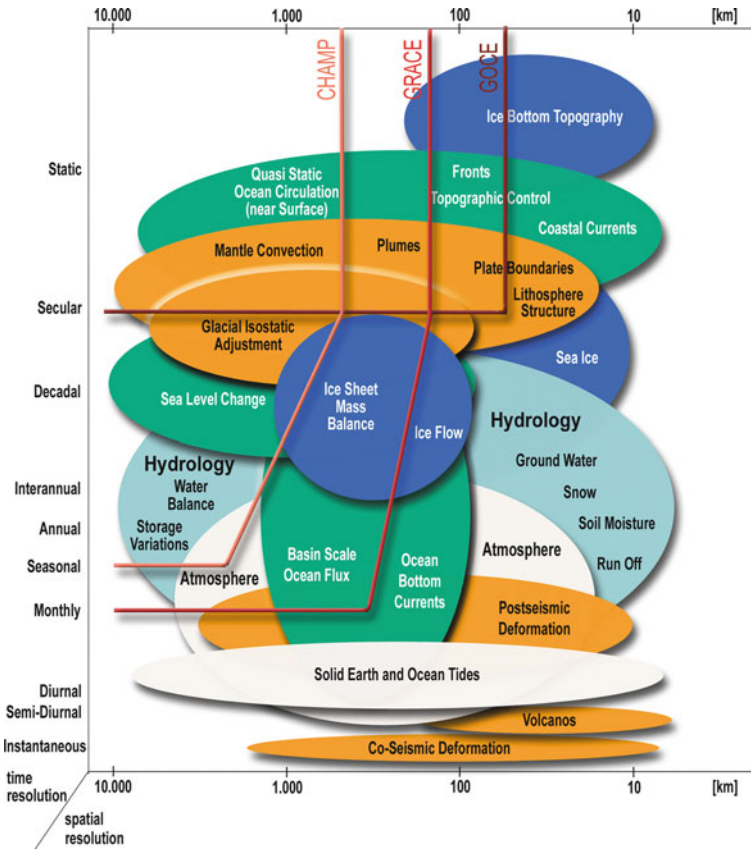 10.000
1.000
100
10
[km]
CHAMP
GRACE
GOCE
Ice Bottom Topography
Static
Quasi Static
Ocean Circulation
(near Surface)
Fronts
Topographic Control
Coastal Currents
Mantle Convection
Plumes
Plate Boundaries
Lithosphere
Structure
Secular
Glacial Isostatic
Adjustment
Sea Ice
Decadal
Sea Level Change
Ice Sheet
Mass
Balance
Ice Flow
Hydrology
Ground Water
Snow
Soil Moisture
Run Off
Hydrology
Water
Balance
Storage
Variations
Interannual
Annual
Seasonal
Atmosphere
Basin Scale
Ocean Flux
Ocean
Bottom
Currents
Atmosphere
Monthly
Postseismic
Deformation
Solid Earth and Ocean Tides
Diurnal
Semi-Diurnal
Volcanos
Instantaneous
Co-Seismic Deformation
time
resolution
10.000
1.000
100
10
[km]
spatial
resolution